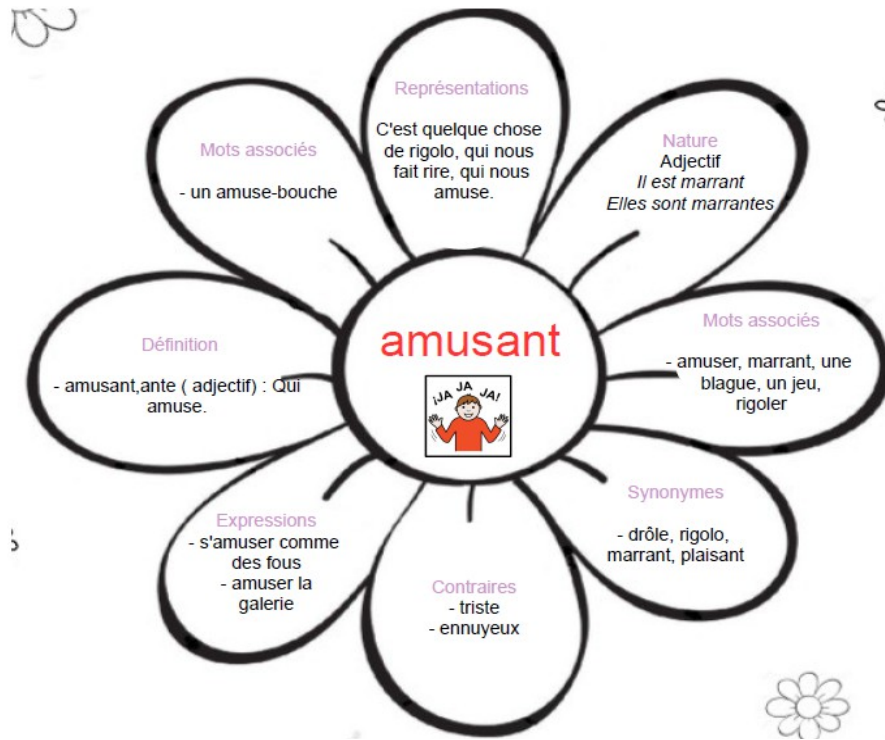 Représentations
C'est quelque chose
de rigolo, qui nous
fait rire, qui nous
amuse.
Nature
Adjectif
Il est marrant
Elles sont marrantes
Mots associés
- un amuse-bouche
amusant
¡JA JA JA!
Mots associés
- amuser, marrant, une
blague, un jeu,
rigoler
Définition
- amusant,ante ( adjectif) : Qui
amuse.
Synonymes
- drôle, rigolo,
marrant, plaisant
Expressions
- s'amuser comme
des fous
- amuser la
galerie
Contraires
- triste
- ennuyeux